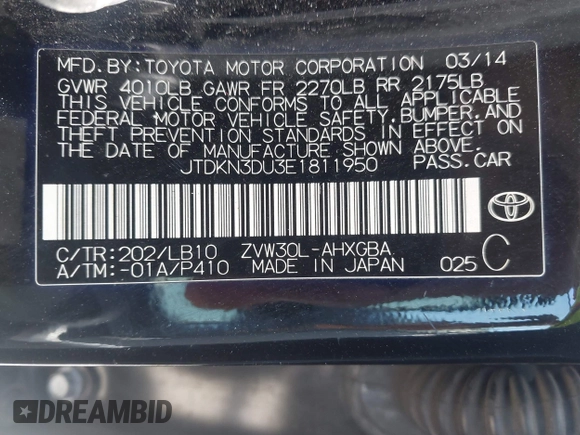 MFD. BY: TOYOTA MOTOR CORPORATION 03/14
GVWR 4010LB GAWR FR 2270LB RR 2175LB
THIS VEHICLE CONFORMS TO ALL APPLICABLE
FEDERAL MOTOR VEHICLE SAFETY, BUMPER, AND
THEFT PREVENTION STANDARDS IN EFFECT ON
THE DATE OF MANUFACTURE SHOWN ABOVE.
JTDKN3DU3E1811950 PASS. CAR
C/TR: 202/LB10 ZVW30L-AHXGBA
A/TM: -01A/P410 MADE IN JAPAN 025 C
DREAMBID